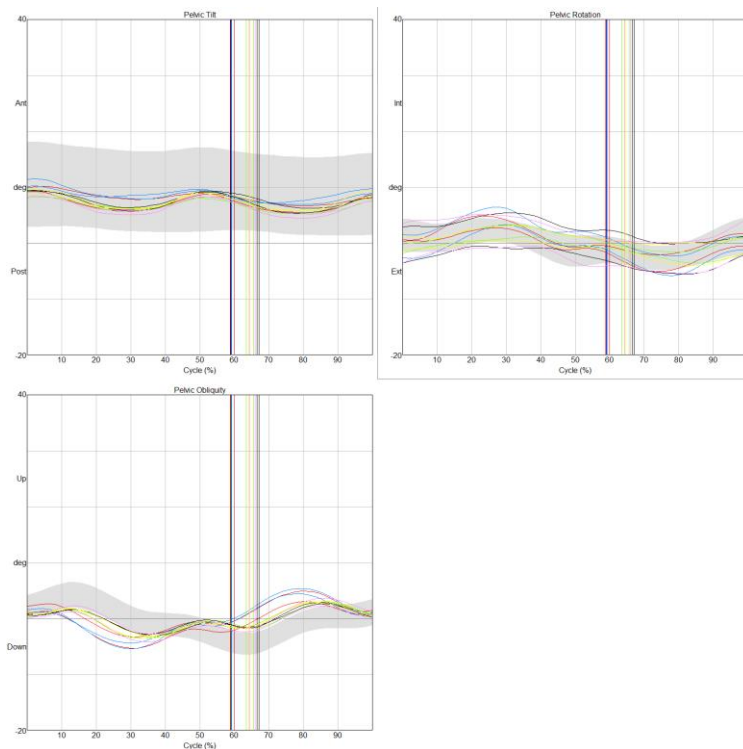 Pelvic Tilt
40
Ant
deg
Post
-20
10 20 30 40 50 60 70 80 90
Cycle (%)
Pelvic Rotation
40
Int
deg
Ext
-20
10 20 30 40 50 60 70 80 90
Cycle (%)
Pelvic Obliquity
40
Up
deg
Down
-20
10 20 30 40 50 60 70 80 90
Cycle (%)